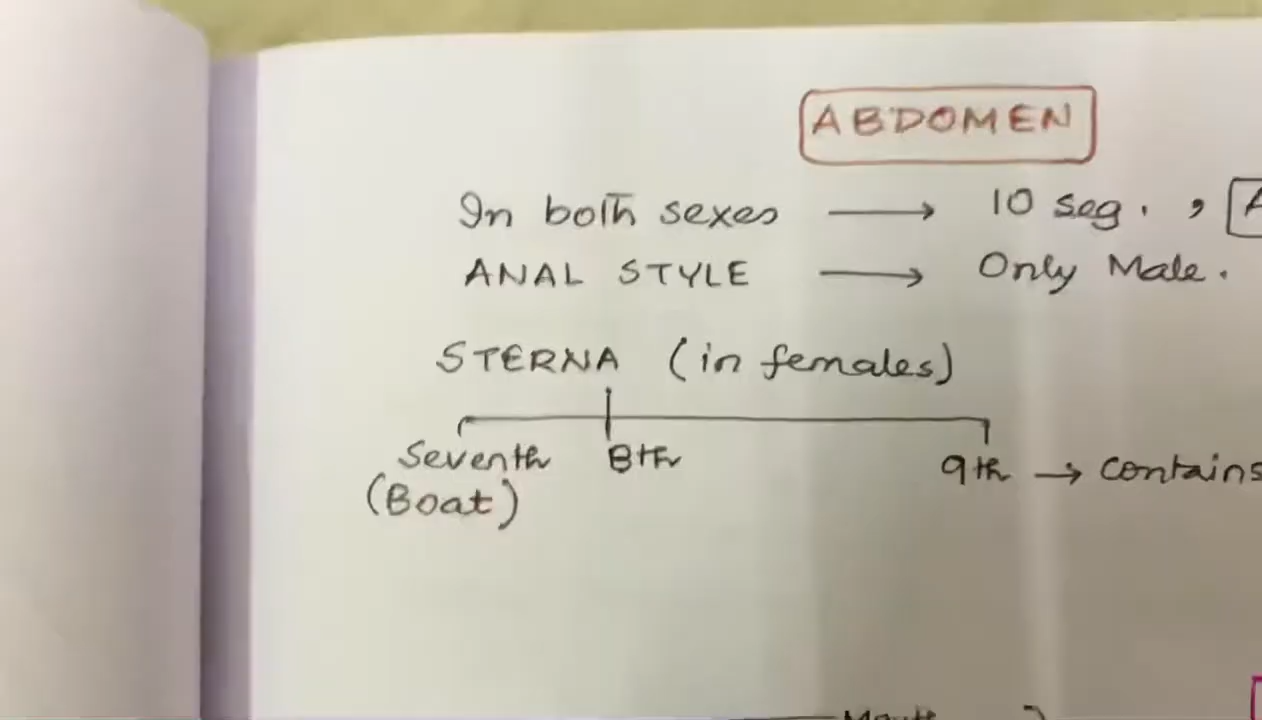 ABDOMEN
In both sexes → 10 seg. ,
ANAL STYLE → Only Male.
STERNA (in females)
Seventh 8th 9th → contains
(Boat)